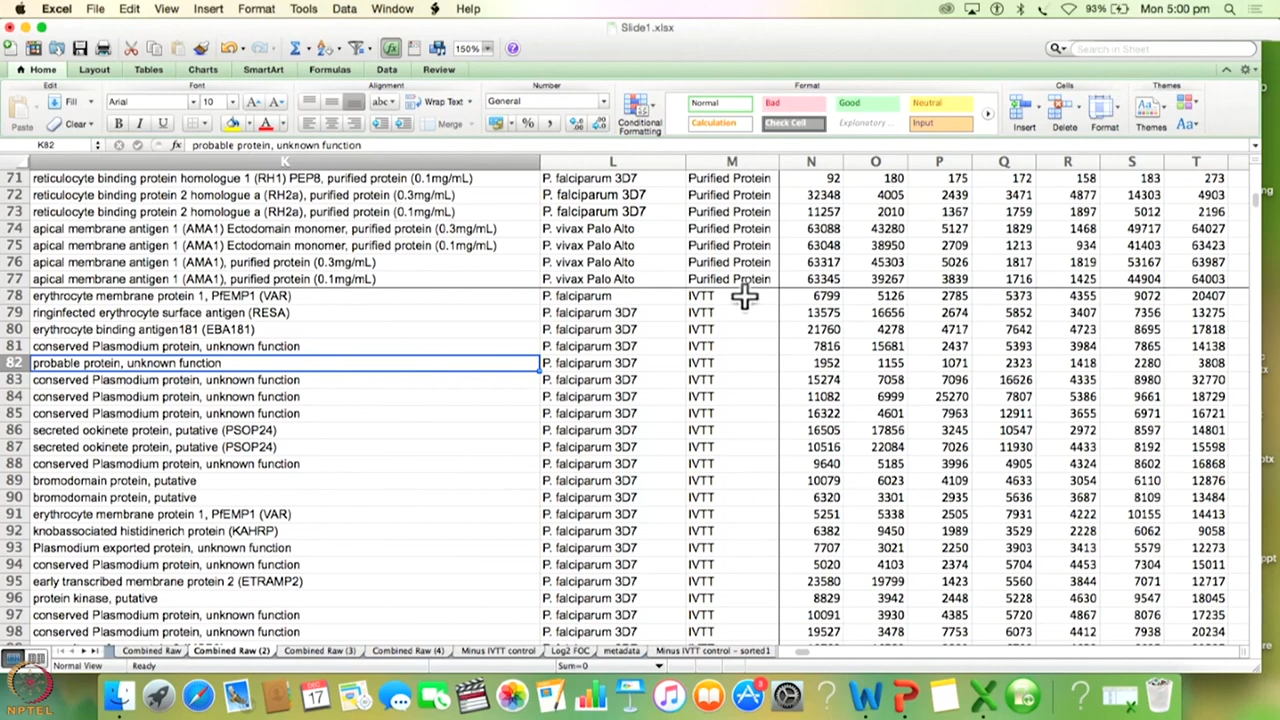 Excel File Edit View Insert Format Tools Data Window Help 93% Mon 5:00 pm
Slide1.xlsx
150% Search in Sheet
Home Layout Tables Charts SmartArt Formulas Data Review
Edit Font Alignment Number Format Cells Themes
Paste Fill Arial 10 abc Wrap Text General Conditional Formatting Normal Bad Good Neutral Insert Delete Format Themes Aa
Clear B I U Merge % Calculation Check Cell Explanatory ... Input
K82 fx probable protein, unknown function
K L M N O P Q R S T
71 reticulocyte binding protein homologue 1 (RH1) PEP8, purified protein (0.1mg/mL) P. falciparum 3D7 Purified Protein 92 180 175 172 158 183 273
72 reticulocyte binding protein 2 homologue a (RH2a), purified protein (0.3mg/mL) P. falciparum 3D7 Purified Protein 32348 4005 2439 3471 4877 14303 4903
73 reticulocyte binding protein 2 homologue a (RH2a), purified protein (0.1mg/mL) P. falciparum 3D7 Purified Protein 11257 2010 1367 1759 1897 5012 2196
74 apical membrane antigen 1 (AMA1) Ectodomain monomer, purified protein (0.3mg/mL) P. vivax Palo Alto Purified Protein 63088 43280 5127 1829 1468 49717 64027
75 apical membrane antigen 1 (AMA1) Ectodomain monomer, purified protein (0.1mg/mL) P. vivax Palo Alto Purified Protein 63048 38950 2709 1213 934 41403 63423
76 apical membrane antigen 1 (AMA1), purified protein (0.3mg/mL) P. vivax Palo Alto Purified Protein 63317 45303 5026 1817 1819 53167 63987
77 apical membrane antigen 1 (AMA1), purified protein (0.1mg/mL) P. vivax Palo Alto Purified Protein 63345 39267 3839 1716 1425 44904 64003
78 erythrocyte membrane protein 1, PfEMP1 (VAR) P. falciparum IVTT 6799 5126 2785 5373 4355 9072 20407
79 ringinfected erythrocyte surface antigen (RESA) P. falciparum 3D7 IVTT 13575 16656 2674 5852 3407 7356 13275
80 erythrocyte binding antigen181 (EBA181) P. falciparum 3D7 IVTT 21760 4278 4717 7642 4723 8695 17818
81 conserved Plasmodium protein, unknown function P. falciparum 3D7 IVTT 7816 15681 2437 5393 3984 7865 14138
82 probable protein, unknown function P. falciparum 3D7 IVTT 1952 1155 1071 2323 1418 2280 3808
83 conserved Plasmodium protein, unknown function P. falciparum 3D7 IVTT 15274 7058 7096 16626 4335 8980 32770
84 conserved Plasmodium protein, unknown function P. falciparum 3D7 IVTT 11082 6999 25270 7807 5386 9661 18729
85 conserved Plasmodium protein, unknown function P. falciparum 3D7 IVTT 16322 4601 7963 12911 3655 6971 16721
86 secreted ookinete protein, putative (PSOP24) P. falciparum 3D7 IVTT 16505 17856 3245 10547 2972 8597 14801
87 secreted ookinete protein, putative (PSOP24) P. falciparum 3D7 IVTT 10516 22084 7026 11930 4433 8192 15598
88 conserved Plasmodium protein, unknown function P. falciparum 3D7 IVTT 9640 5185 3996 4905 4324 8602 16868
89 bromodomain protein, putative P. falciparum 3D7 IVTT 10079 6023 4109 4633 3054 6110 12876
90 bromodomain protein, putative P. falciparum 3D7 IVTT 6320 3301 2935 5636 3687 8109 13484
91 erythrocyte membrane protein 1, PfEMP1 (VAR) P. falciparum 3D7 IVTT 5251 5338 2505 7931 4222 10155 14413
92 knobassociated histidinerich protein (KAHRP) P. falciparum 3D7 IVTT 6382 9450 1989 3529 2228 6062 9058
93 Plasmodium exported protein, unknown function P. falciparum 3D7 IVTT 7707 3021 2250 3903 3413 5579 12273
94 conserved Plasmodium protein, unknown function P. falciparum 3D7 IVTT 5020 4103 2374 5704 4453 7304 15011
95 early transcribed membrane protein 2 (ETRAMP2) P. falciparum 3D7 IVTT 23580 19799 1423 5560 3844 7071 12717
96 protein kinase, putative P. falciparum 3D7 IVTT 8829 3942 2448 5228 4630 9547 18045
97 conserved Plasmodium protein, unknown function P. falciparum 3D7 IVTT 10091 3930 4385 5720 4867 8076 17235
98 conserved Plasmodium protein, unknown function P. falciparum 3D7 IVTT 19527 3478 7753 6073 4412 7938 20234
Combined Raw Combined Raw (2) Combined Raw (3) Combined Raw (4) Minus IVTT control Log2 FOC metadata Minus IVTT control - sorted1
Normal View Ready Sum=0
NPTEL